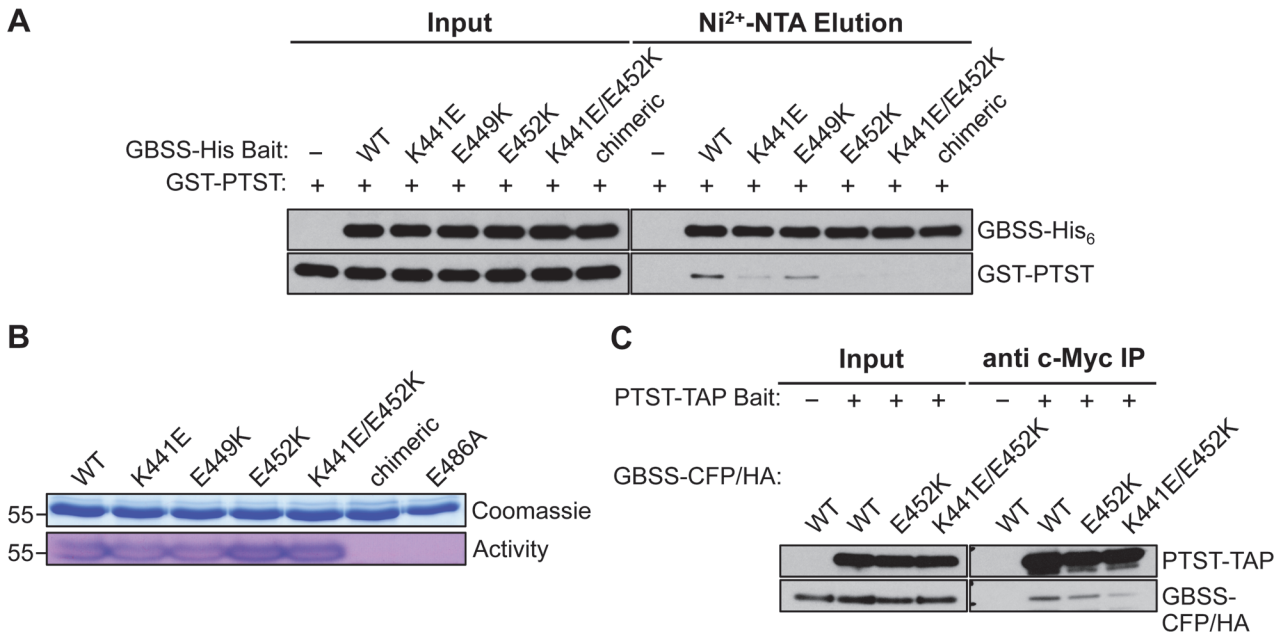 A
Input
Ni²⁺-NTA Elution
GBSS-His Bait: – WT K441E E449K E452K K441E/E452K chimeric – WT K441E E449K E452K K441E/E452K chimeric
GST-PTST: + + + + + + + + + + + + + +
GBSS-His₆
GST-PTST
B
WT K441E E449K E452K K441E/E452K chimeric E486A
55 Coomassie
55 Activity
C
Input
anti c-Myc IP
PTST-TAP Bait: – + + + – + + +
GBSS-CFP/HA: WT WT E452K K441E/E452K WT WT E452K K441E/E452K
PTST-TAP
GBSS-
CFP/HA